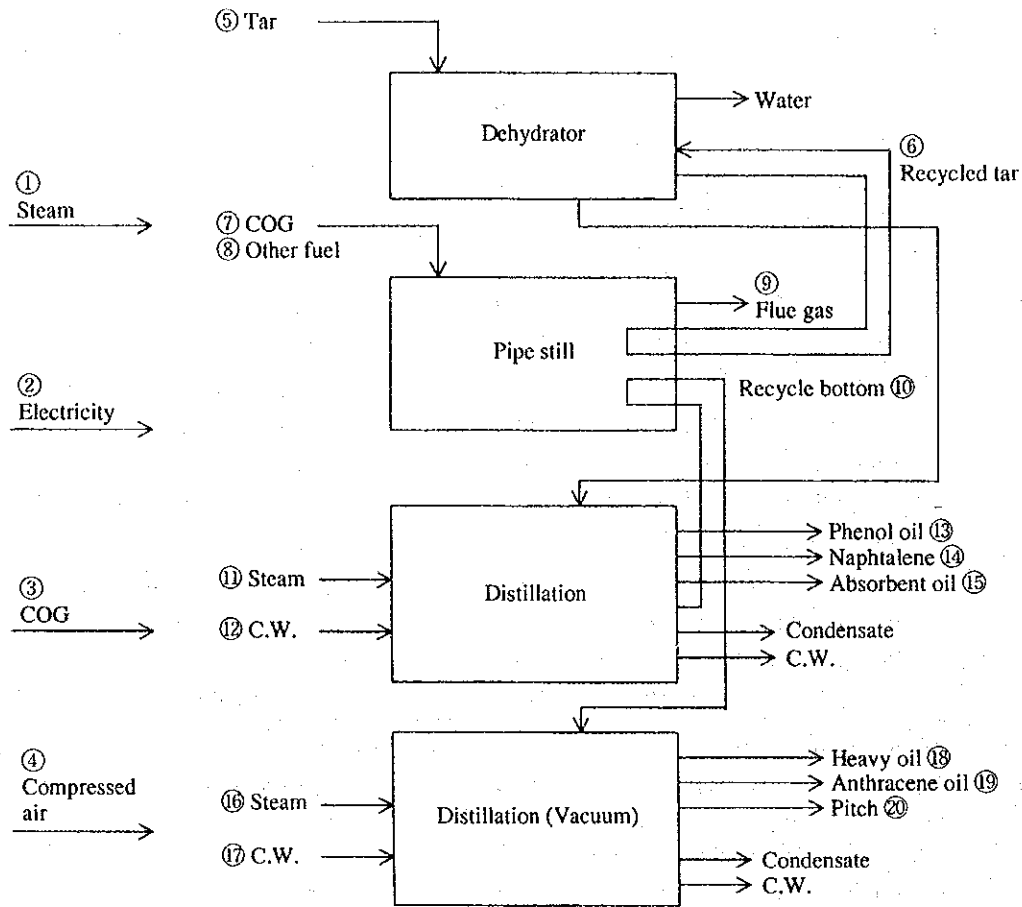 ⑤ Tar
Dehydrator
Water
⑥
Recycled tar
①
Steam
⑦ COG
⑧ Other fuel
⑨
Flue gas
Pipe still
Recycle bottom ⑩
②
Electricity
Phenol oil ⑬
Naphtalene ⑭
Absorbent oil ⑮
⑪ Steam
Distillation
③
COG
⑫ C.W.
Condensate
C.W.
④
Compressed
air
Heavy oil ⑱
Anthracene oil ⑲
Pitch ⑳
⑯ Steam
Distillation (Vacuum)
⑰ C.W.
Condensate
C.W.